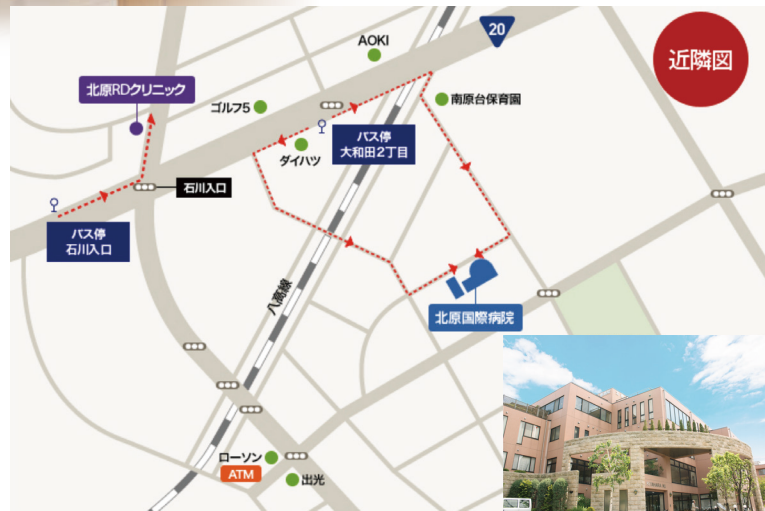 近隣図
20
AOKI
北原RDクリニック
ゴルフ5
南原台保育園
バス停
大和田2丁目
ダイハツ
石川入口
バス停
石川入口
八高線
北原国際病院
ローソン
ATM
出光